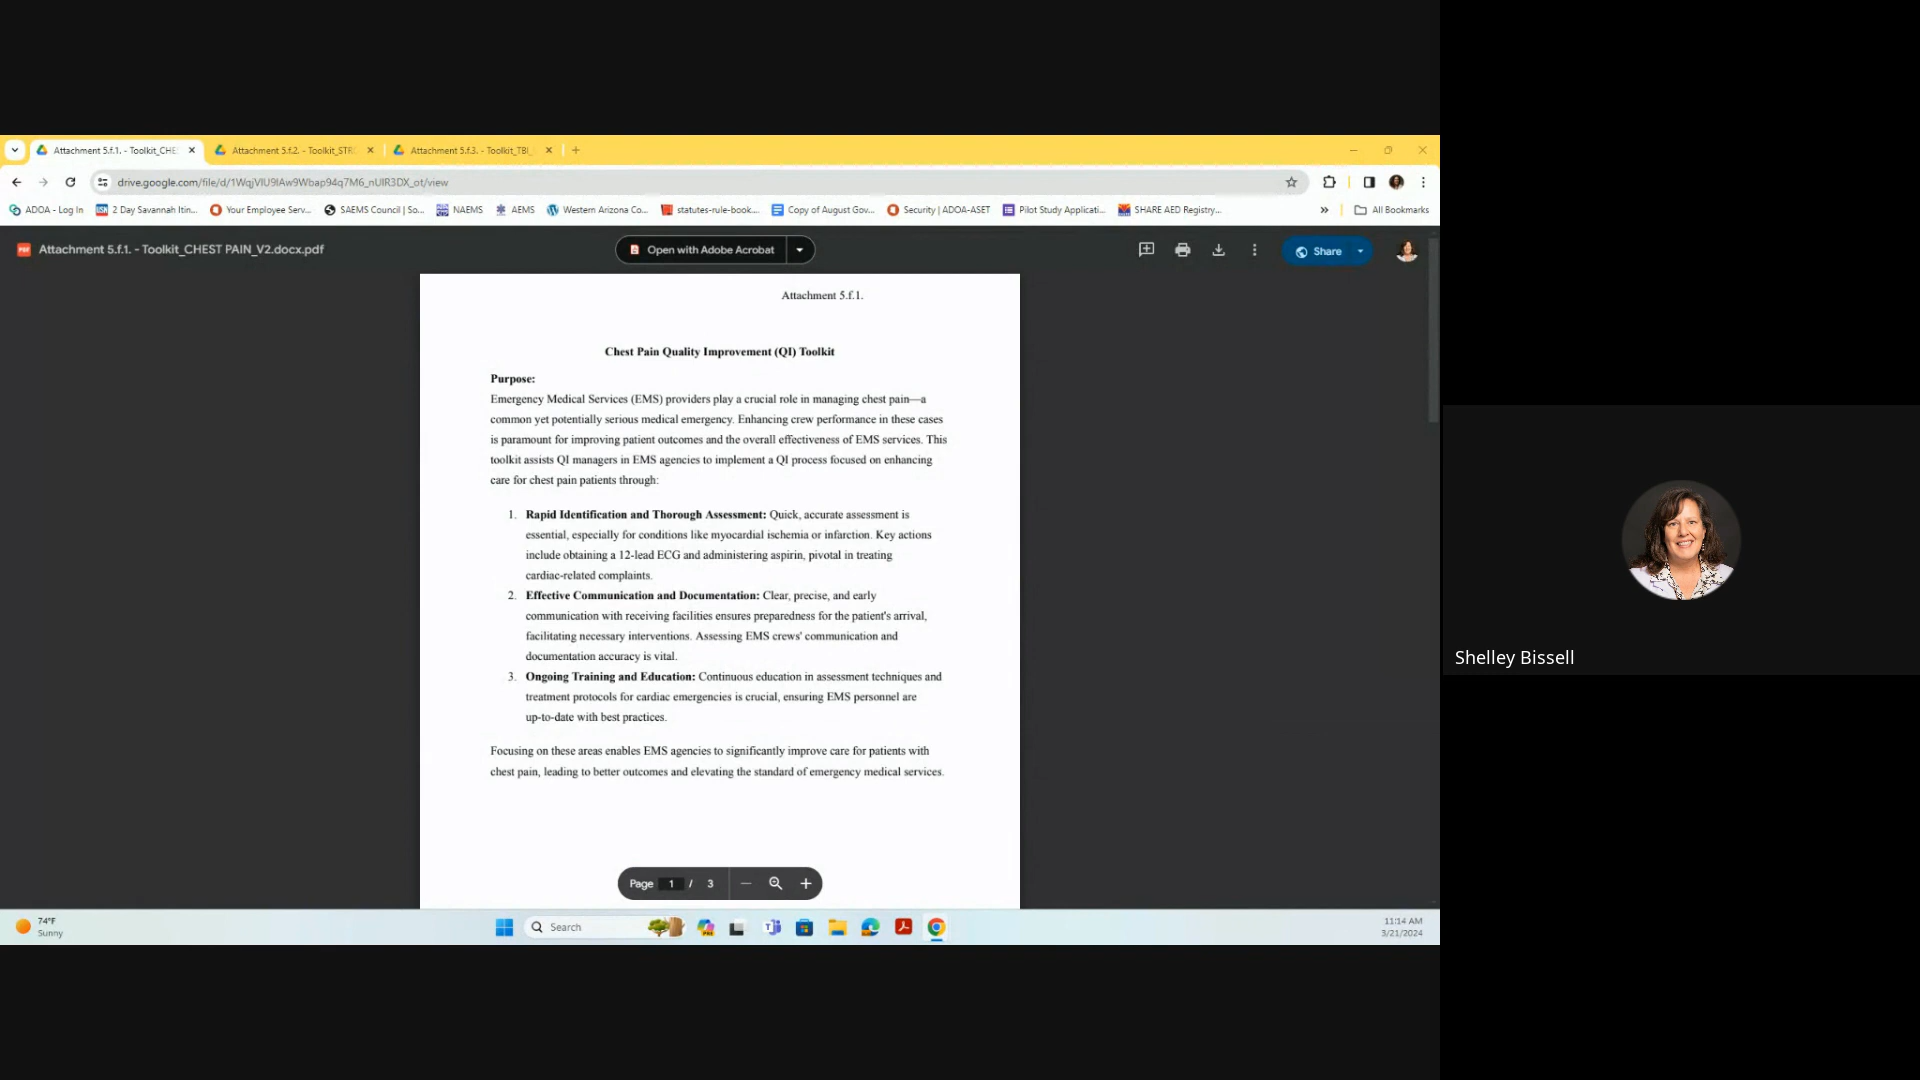 Attachment 5.f.1. - Toolkit_CHE
Attachment 5.f.2. - Toolkit_STR
Attachment 5.f.3. - Toolkit_TBI_
drive.google.com/file/d/1WqjVIU9IAw9Wbap94q7M6_nUIR3DX_ot/view
ADOA - Log In
2 Day Savannah Itin...
Your Employee Serv...
SAEMS Council | So...
NAEMS
AEMS
Western Arizona Co...
statutes-rule-book....
Copy of August Gov...
Security | ADOA-ASET
Pilot Study Applicati...
SHARE AED Registry...
»
All Bookmarks
Attachment 5.f.1. - Toolkit_CHEST PAIN_V2.docx.pdf
Open with Adobe Acrobat
Share
Attachment 5.f.1.
Chest Pain Quality Improvement (QI) Toolkit
Purpose:
Emergency Medical Services (EMS) providers play a crucial role in managing chest pain—a
common yet potentially serious medical emergency. Enhancing crew performance in these cases
is paramount for improving patient outcomes and the overall effectiveness of EMS services. This
toolkit assists QI managers in EMS agencies to implement a QI process focused on enhancing
care for chest pain patients through:
1. Rapid Identification and Thorough Assessment: Quick, accurate assessment is
essential, especially for conditions like myocardial ischemia or infarction. Key actions
include obtaining a 12-lead ECG and administering aspirin, pivotal in treating
cardiac-related complaints.
2. Effective Communication and Documentation: Clear, precise, and early
communication with receiving facilities ensures preparedness for the patient's arrival,
facilitating necessary interventions. Assessing EMS crews' communication and
documentation accuracy is vital.
3. Ongoing Training and Education: Continuous education in assessment techniques and
treatment protocols for cardiac emergencies is crucial, ensuring EMS personnel are
up-to-date with best practices.
Focusing on these areas enables EMS agencies to significantly improve care for patients with
chest pain, leading to better outcomes and elevating the standard of emergency medical services.
Page 1 / 3
Shelley Bissell
74°F
Sunny
Search
11:14 AM
3/21/2024